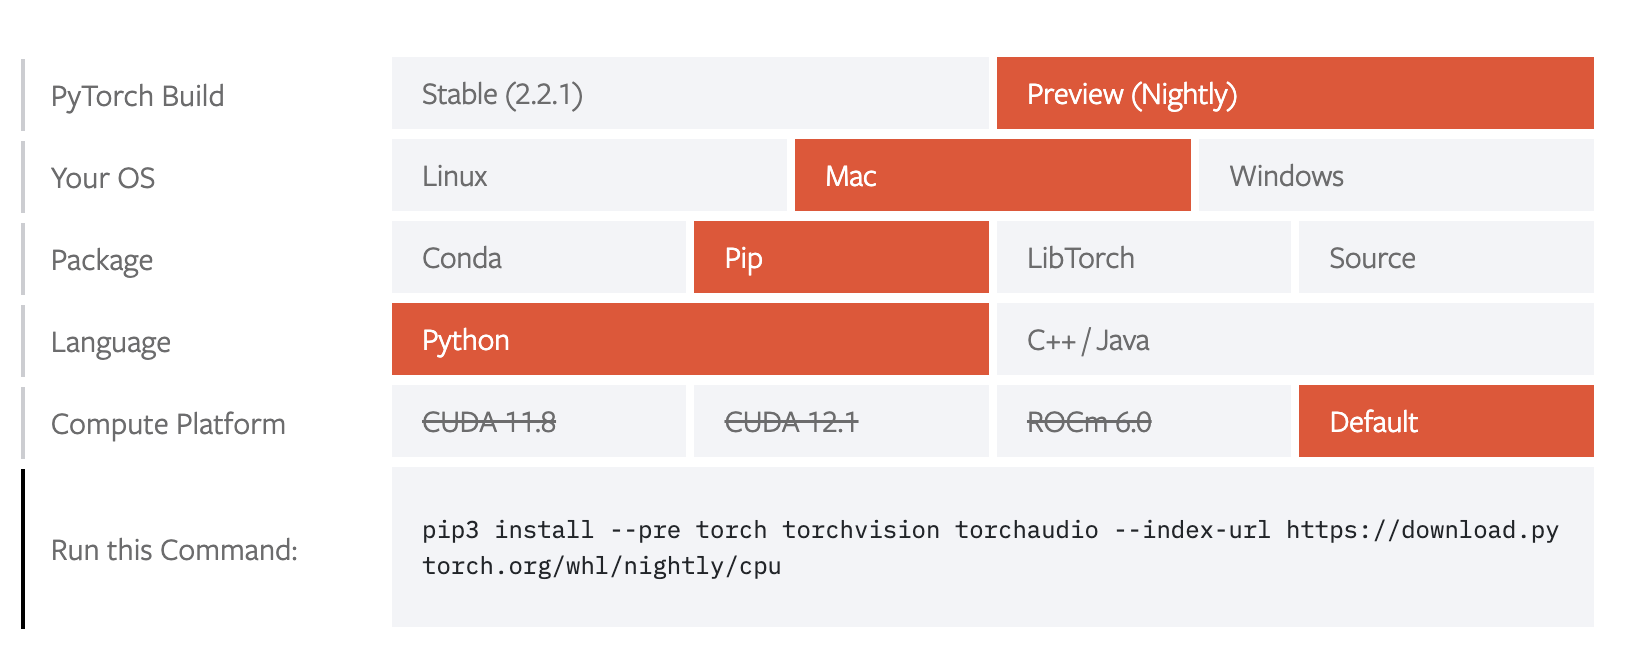 PyTorch Build
Stable (2.2.1)
Preview (Nightly)
Your OS
Linux
Mac
Windows
Package
Conda
Pip
LibTorch
Source
Language
Python
C++ / Java
Compute Platform
CUDA 11.8
CUDA 12.1
ROCm 6.0
Default
Run this Command:
pip3 install --pre torch torchvision torchaudio --index-url https://download.py
torch.org/whl/nightly/cpu